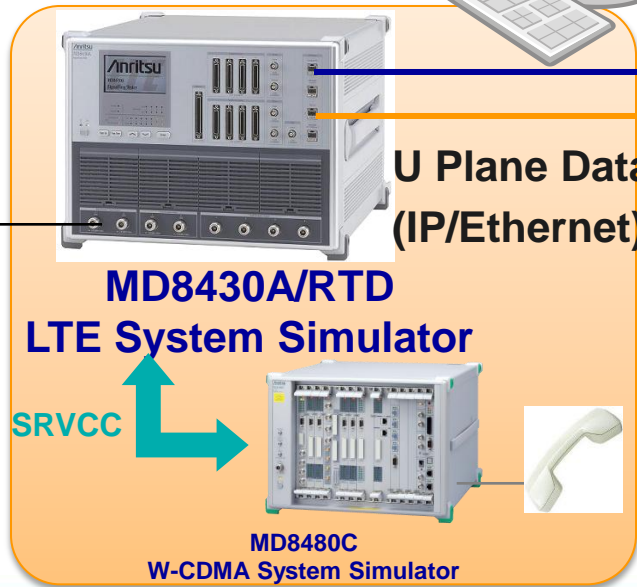 Anritsu
U Plane Data
(IP/Ethernet)
MD8430A/RTD
LTE System Simulator
SRVCC
MD8480C
W-CDMA System Simulator